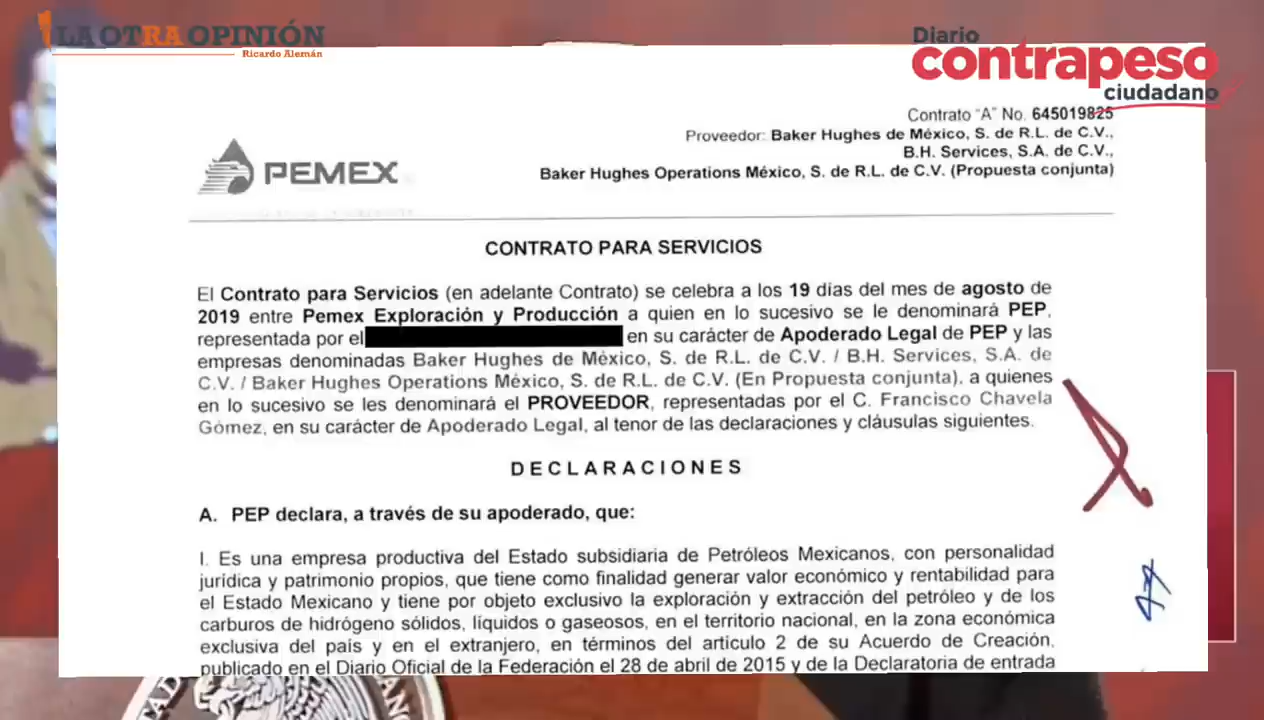 LA OTRA OPINIÓN
Ricardo Alemán
Diario
contrapeso
ciudadano
Contrato "A" No. 645019825
Proveedor: Baker Hughes de México, S. de R.L. de C.V.,
B.H. Services, S.A. de C.V.,
Baker Hughes Operations México, S. de R.L. de C.V. (Propuesta conjunta)
PEMEX
CONTRATO PARA SERVICIOS
El Contrato para Servicios (en adelante Contrato) se celebra a los 19 días del mes de agosto de
2019 entre Pemex Exploración y Producción a quien en lo sucesivo se le denominará PEP,
representada por el en su carácter de Apoderado Legal de PEP y las
empresas denominadas Baker Hughes de México, S. de R.L. de C.V. / B.H. Services, S.A. de
C.V. / Baker Hughes Operations México, S. de R.L. de C.V. (En Propuesta conjunta), a quienes
en lo sucesivo se les denominará el PROVEEDOR, representadas por el C. Francisco Chavela
Gómez, en su carácter de Apoderado Legal, al tenor de las declaraciones y cláusulas siguientes.
DECLARACIONES
A. PEP declara, a través de su apoderado, que:
I. Es una empresa productiva del Estado subsidiaria de Petróleos Mexicanos, con personalidad
jurídica y patrimonio propios, que tiene como finalidad generar valor económico y rentabilidad para
el Estado Mexicano y tiene por objeto exclusivo la exploración y extracción del petróleo y de los
carburos de hidrógeno sólidos, líquidos o gaseosos, en el territorio nacional, en la zona económica
exclusiva del país y en el extranjero, en términos del artículo 2 de su Acuerdo de Creación,
publicado en el Diario Oficial de la Federación el 28 de abril de 2015 y de la Declaratoria de entrada